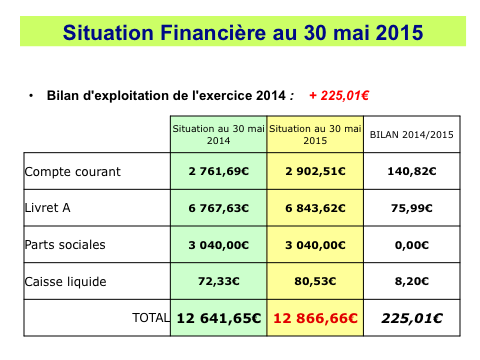 Situation Financière au 30 mai 2015
• Bilan d'exploitation de l'exercice 2014 : + 225,01€
Situation au 30 mai 2014 Situation au 30 mai 2015 BILAN 2014/2015
Compte courant 2 761,69€ 2 902,51€ 140,82€
Livret A 6 767,63€ 6 843,62€ 75,99€
Parts sociales 3 040,00€ 3 040,00€ 0,00€
Caisse liquide 72,33€ 80,53€ 8,20€
TOTAL 12 641,65€ 12 866,66€ 225,01€